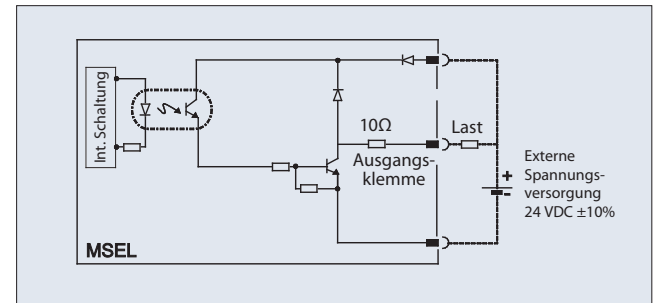 Int. Schaltung
10Ω
Last
Ausgangs-
klemme
Externe
Spannungs-
versorgung
24 VDC ±10%
+
-
MSEL